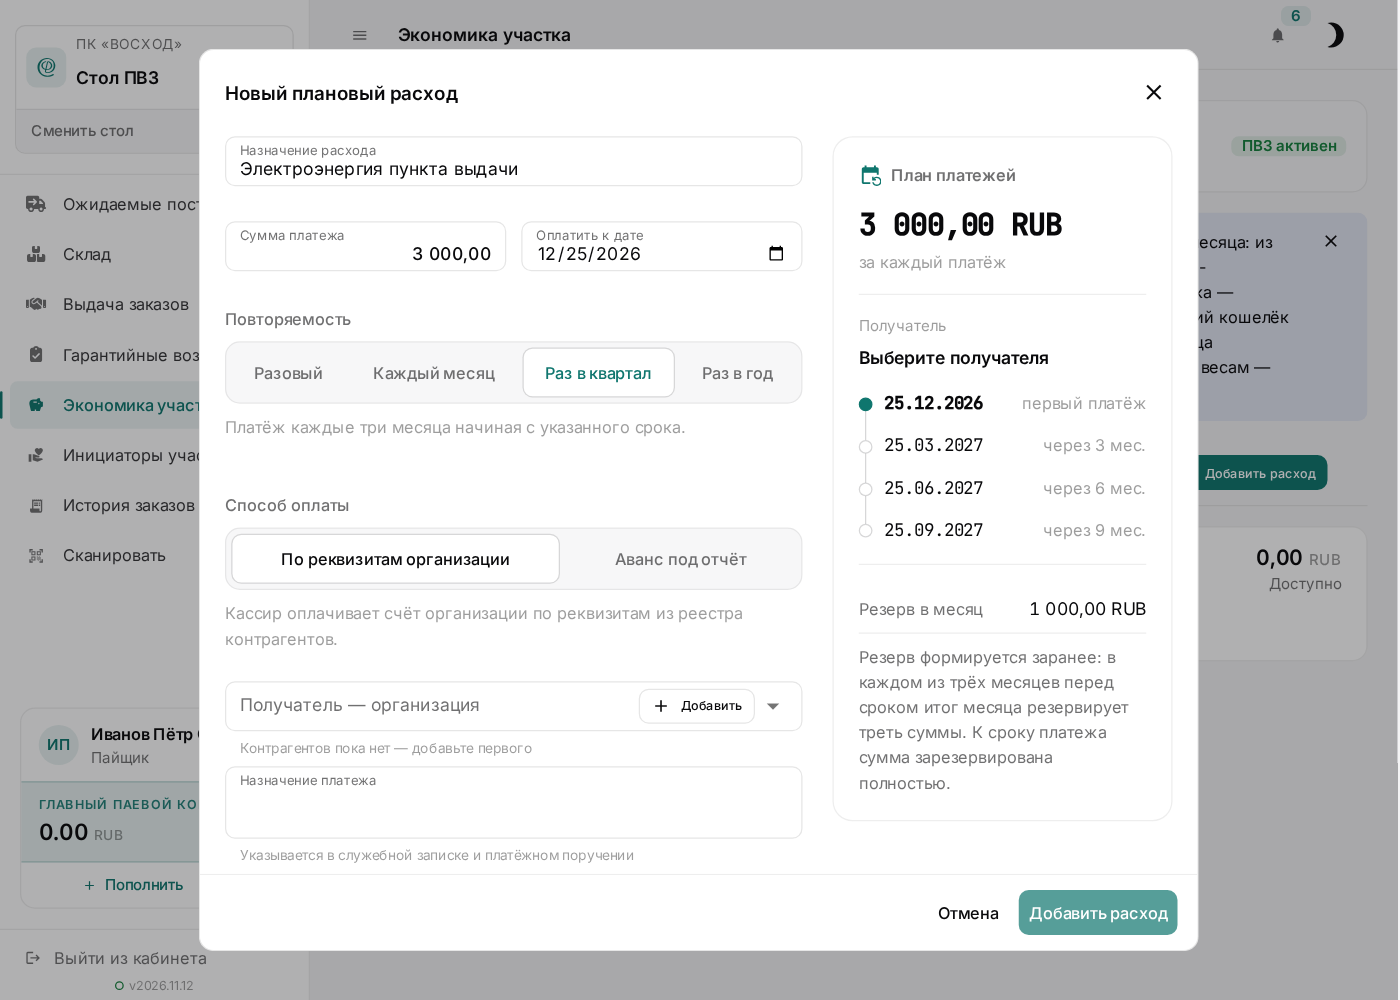 ПК «ВОСХОД»
Стол ПВЗ
Сменить стол
Ожидаемые пост
Склад
Выдача заказов
Гарантийные воз
Экономика участ
Инициаторы учас
История заказов
Сканировать
ИП
Иванов Пётр
Пайщик
ГЛАВНЫЙ ПАЕВОЙ КО
0.00 RUB
+ Пополнить
Выйти из кабинета
v2026.11.12
Экономика участка
6
ПВЗ активен
есяца: из
-
ка —
ий кошелёк
ца
весам —
Добавить расход
0,00 RUB
Доступно
Новый плановый расход
Назначение расхода
Электроэнергия пункта выдачи
Сумма платежа
3 000,00
Оплатить к дате
12/25/2026
Повторяемость
Разовый
Каждый месяц
Раз в квартал
Раз в год
Платёж каждые три месяца начиная с указанного срока.
Способ оплаты
По реквизитам организации
Аванс под отчёт
Кассир оплачивает счёт организации по реквизитам из реестра
контрагентов.
Получатель — организация
+ Добавить
Контрагентов пока нет — добавьте первого
Назначение платежа
Указывается в служебной записке и платёжном поручении
План платежей
3 000,00 RUB
за каждый платёж
Получатель
Выберите получателя
25.12.2026 первый платёж
25.03.2027 через 3 мес.
25.06.2027 через 6 мес.
25.09.2027 через 9 мес.
Резерв в месяц 1 000,00 RUB
Резерв формируется заранее: в
каждом из трёх месяцев перед
сроком итог месяца резервирует
треть суммы. К сроку платежа
сумма зарезервирована
полностью.
Отмена
Добавить расход